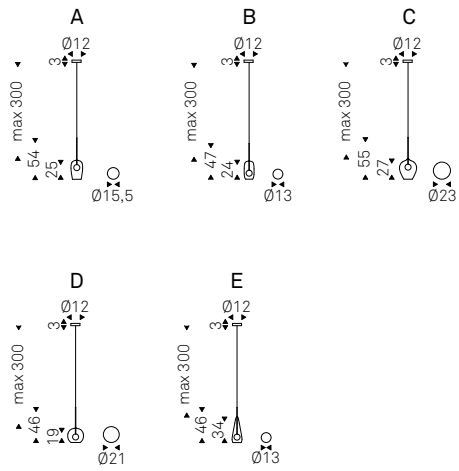 A B C
Ø12 Ø12 Ø12
3 3 3
max 300 max 300 max 300
54 25 47 24 55 27
Ø15,5 Ø13 Ø23
D E
Ø12 Ø12
3 3
max 300 max 300
46 19 46 34
Ø21 Ø13